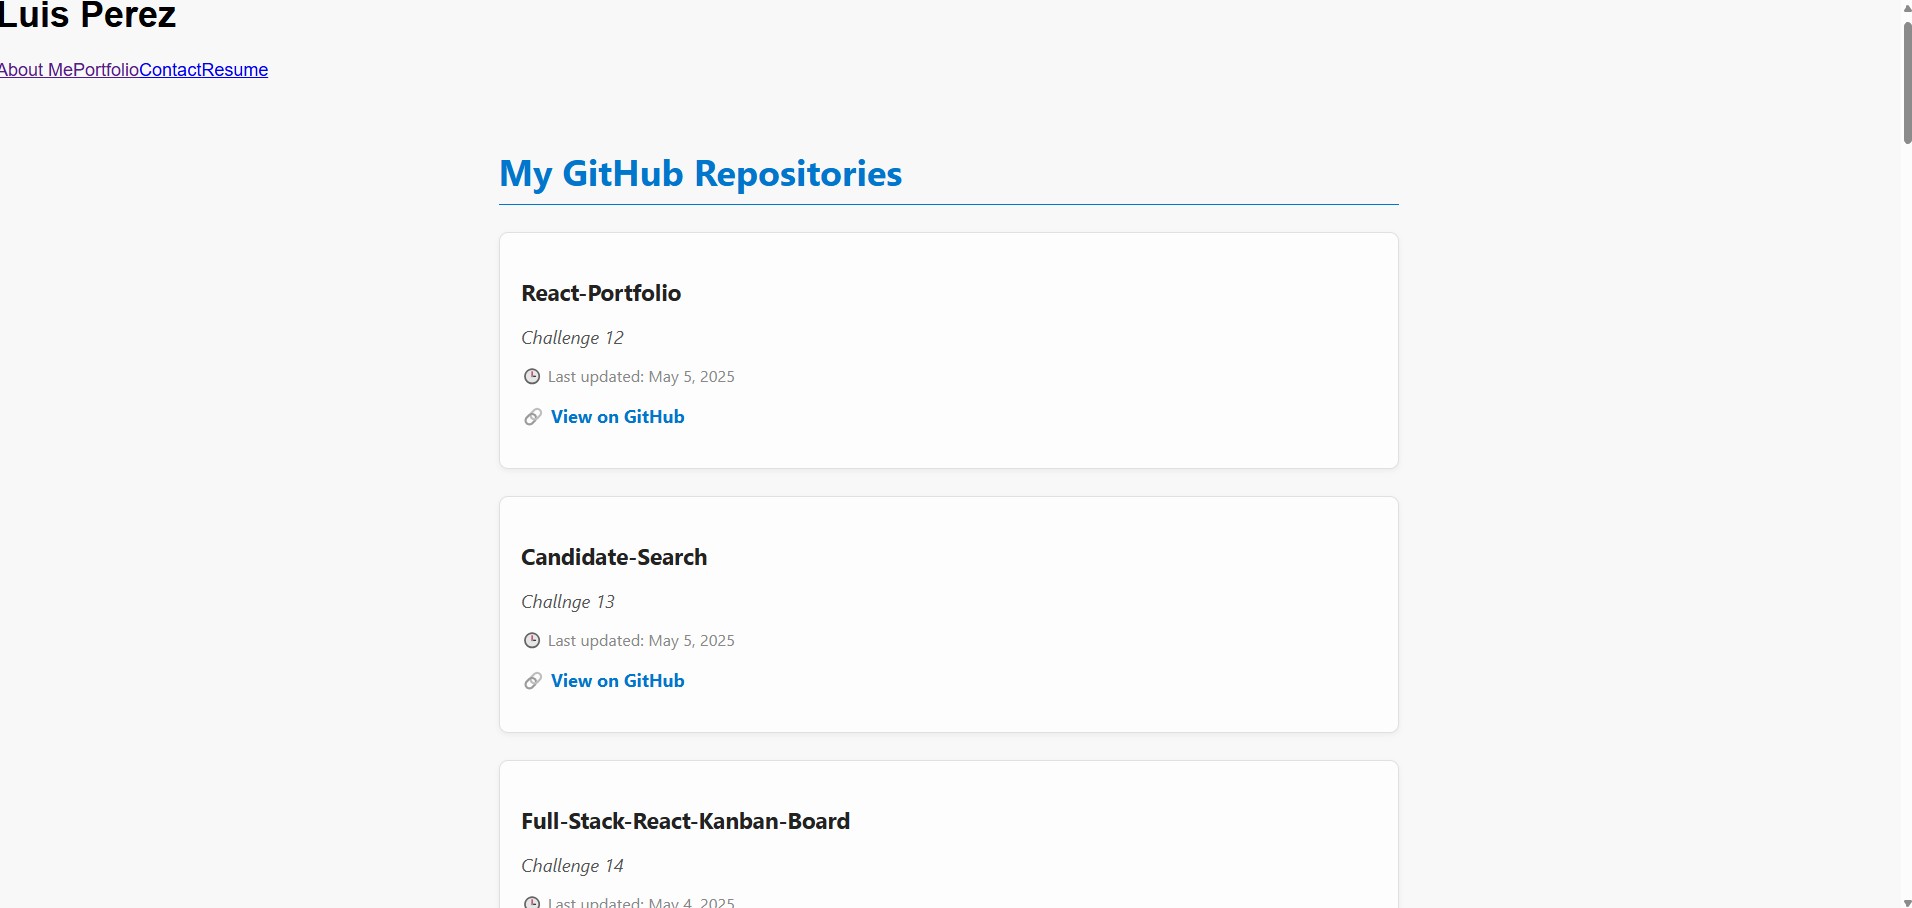 Luis Perez
About MePortfolioContactResume
My GitHub Repositories
React-Portfolio
Challenge 12
Last updated: May 5, 2025
View on GitHub
Candidate-Search
Challnge 13
Last updated: May 5, 2025
View on GitHub
Full-Stack-React-Kanban-Board
Challenge 14
Last updated: May 4, 2025